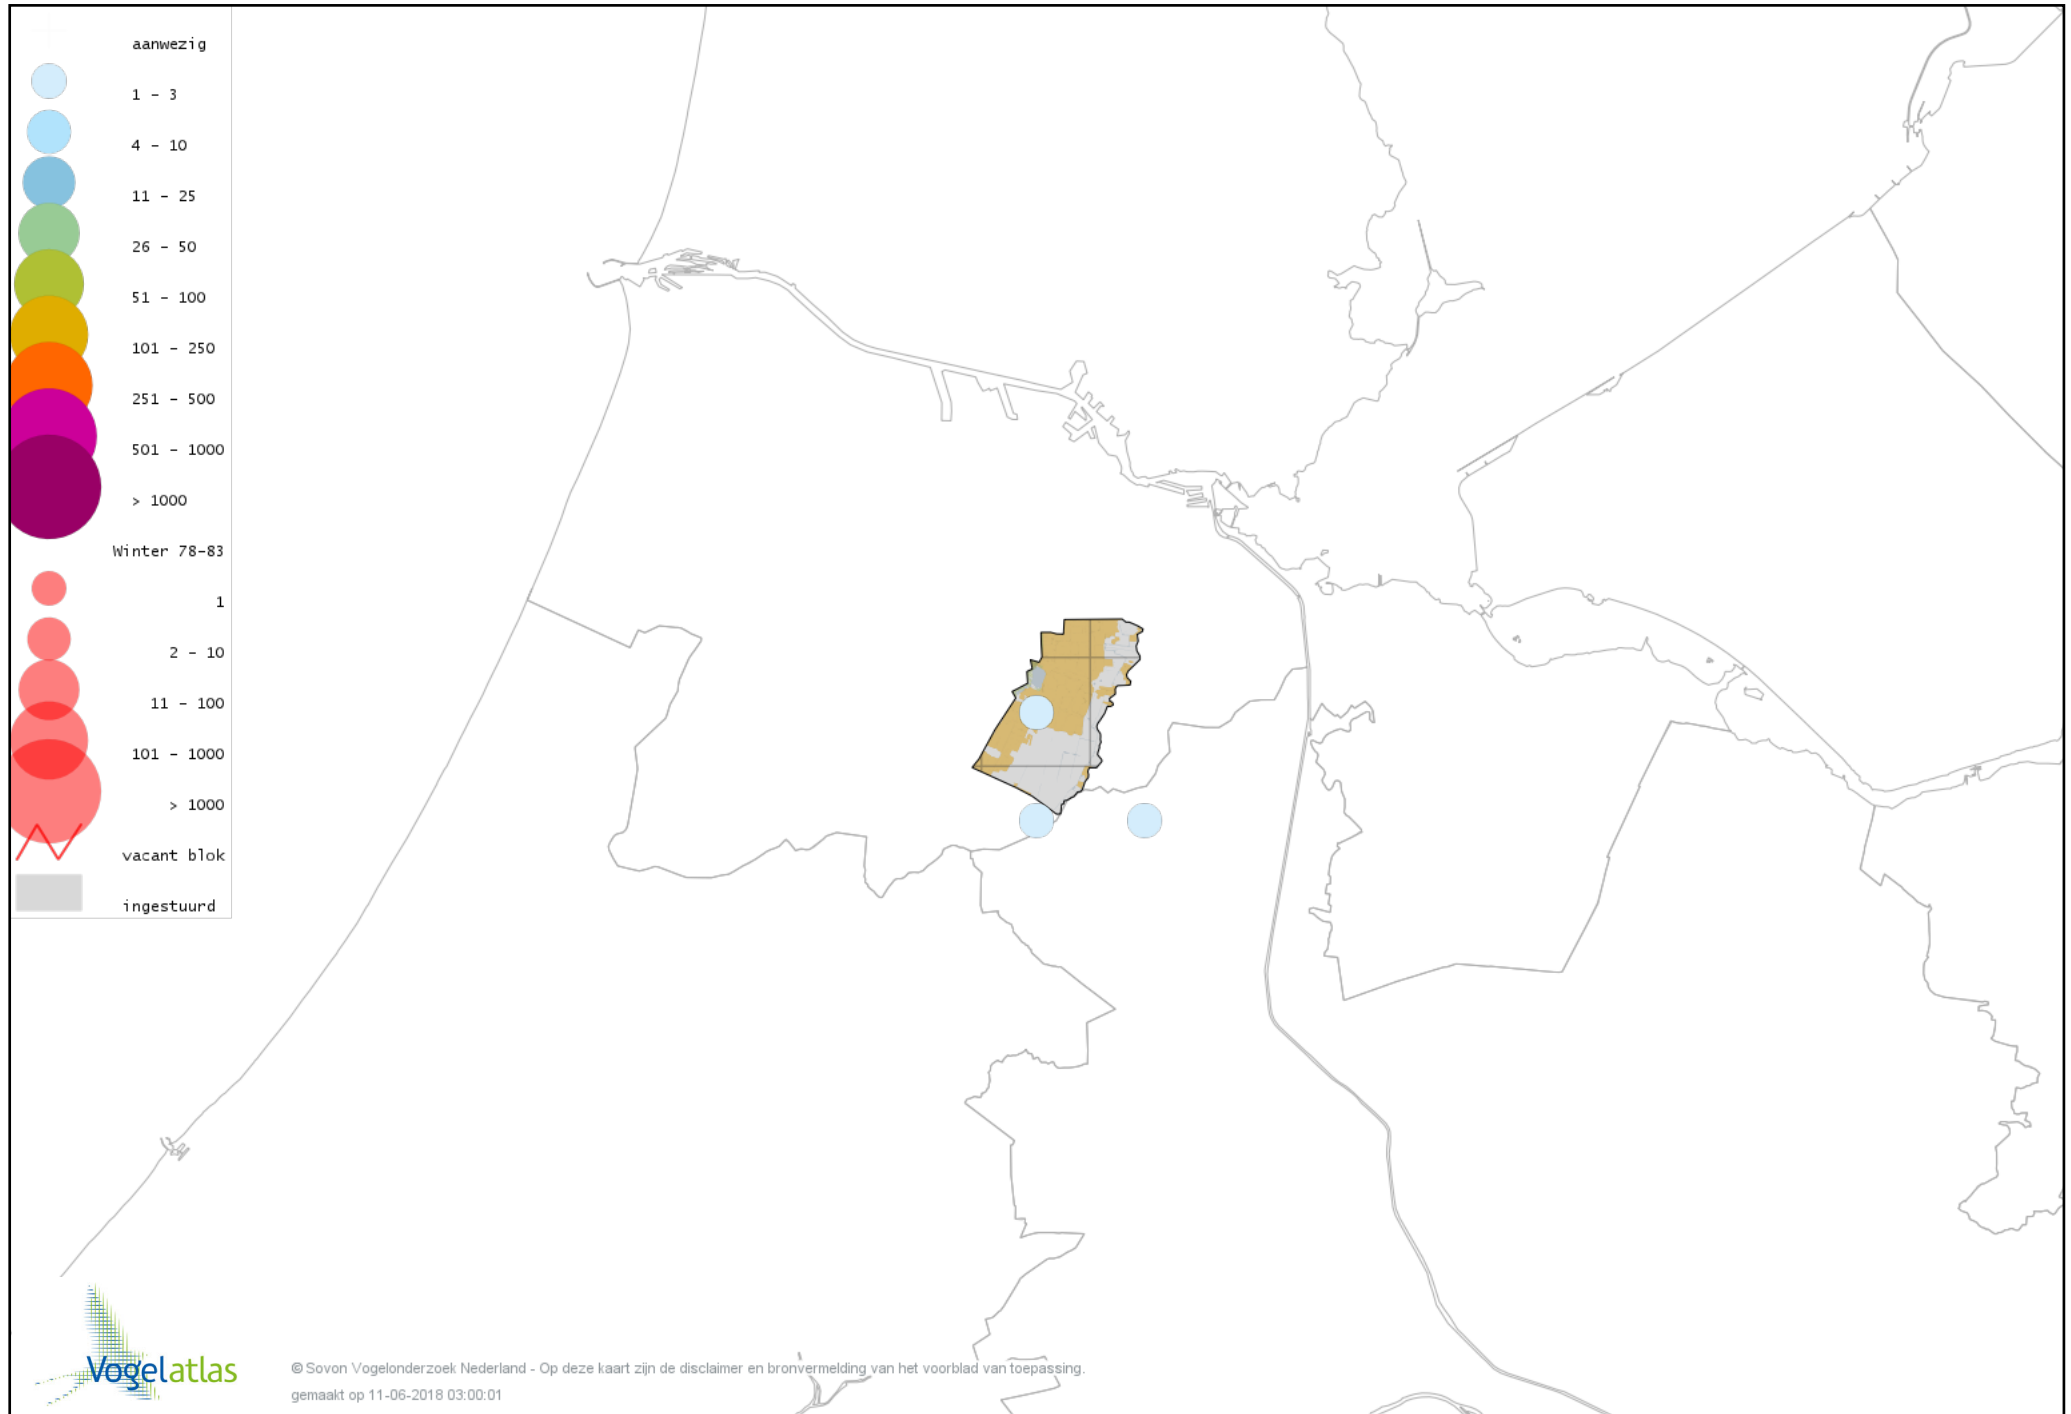 aanwezig
1 - 3
4 - 10
11 - 25
26 - 50
51 - 100
101 - 250
251 - 500
501 - 1000
> 1000
Winter 78-83
1
2 - 10
11 - 100
101 - 1000
> 1000
vacant blok
ingestuurd
Vogelatlas
© Sovon Vogelonderzoek Nederland - Op deze kaart zijn de disclaimer en bronvermelding van het voorblad van toepassing.
gemaakt op 11-06-2018 03:00:01